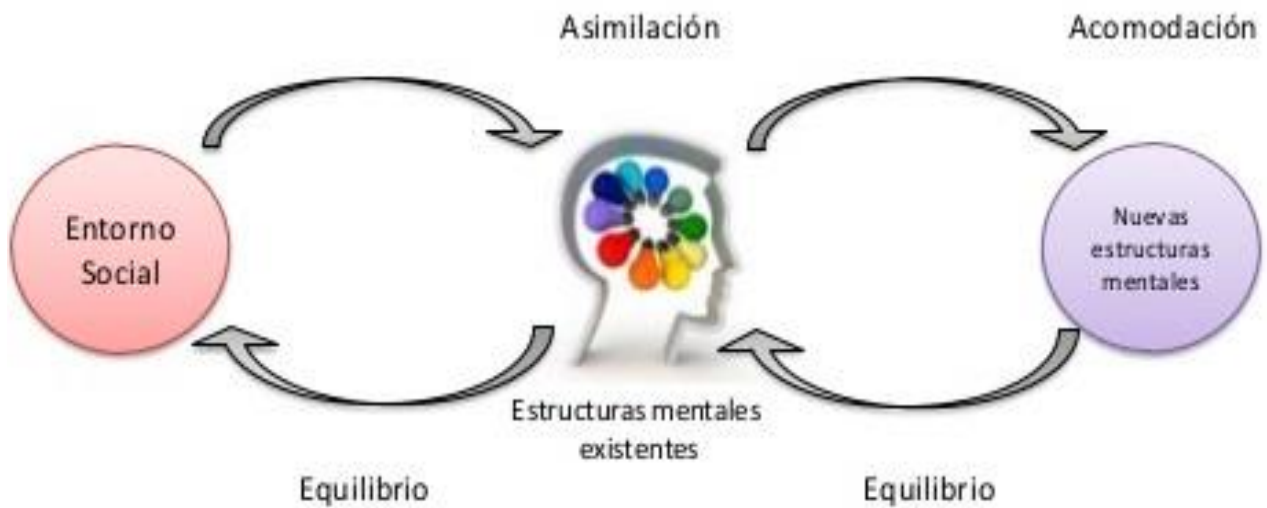 Asimilación
Acomodación
Entorno
Social
Nuevas
estructuras
mentales
Estructuras mentales
existentes
Equilibrio
Equilibrio